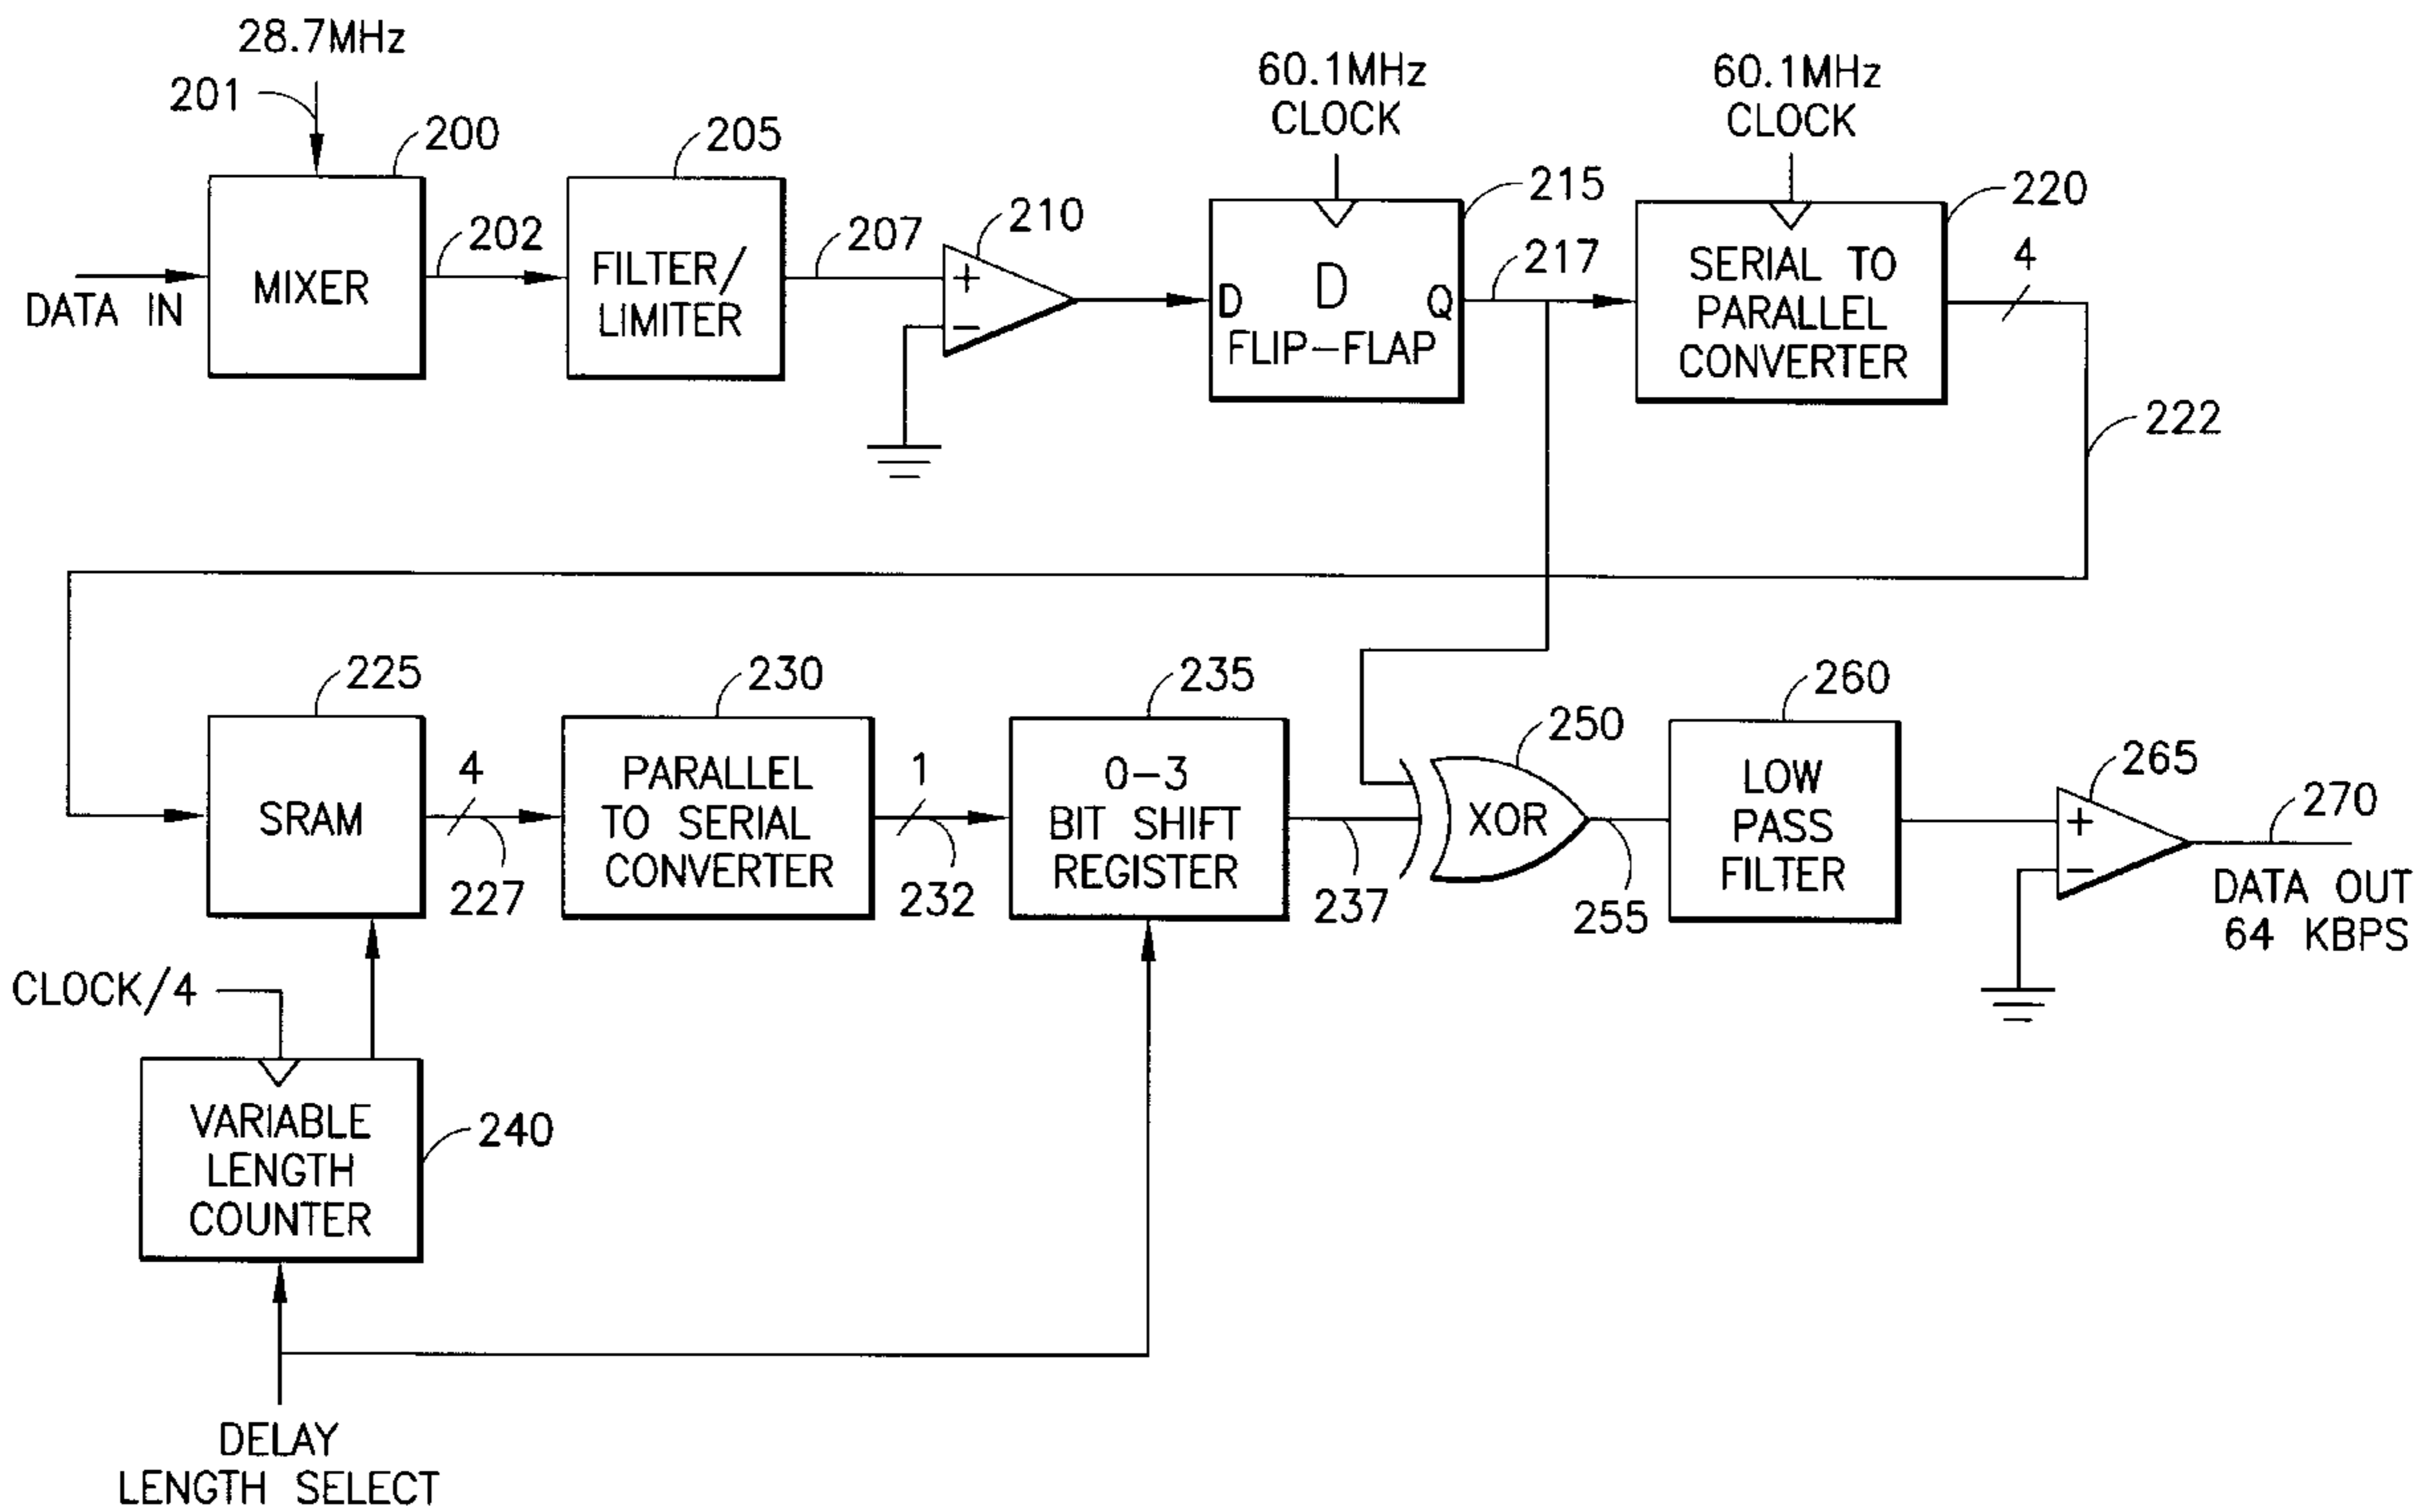 28.7MHz
201
200
205
60.1MHz
CLOCK
60.1MHz
CLOCK
DATA IN
MIXER
202
FILTER/
LIMITER
207
210
+
−
D
D
Q
FLIP-FLAP
215
217
SERIAL TO
PARALLEL
CONVERTER
220
4
222
225
SRAM
4
227
230
PARALLEL
TO SERIAL
CONVERTER
1
232
235
0-3
BIT SHIFT
REGISTER
237
250
XOR
255
260
LOW
PASS
FILTER
265
+
−
270
DATA OUT
64 KBPS
CLOCK/4
VARIABLE
LENGTH
COUNTER
240
DELAY
LENGTH SELECT